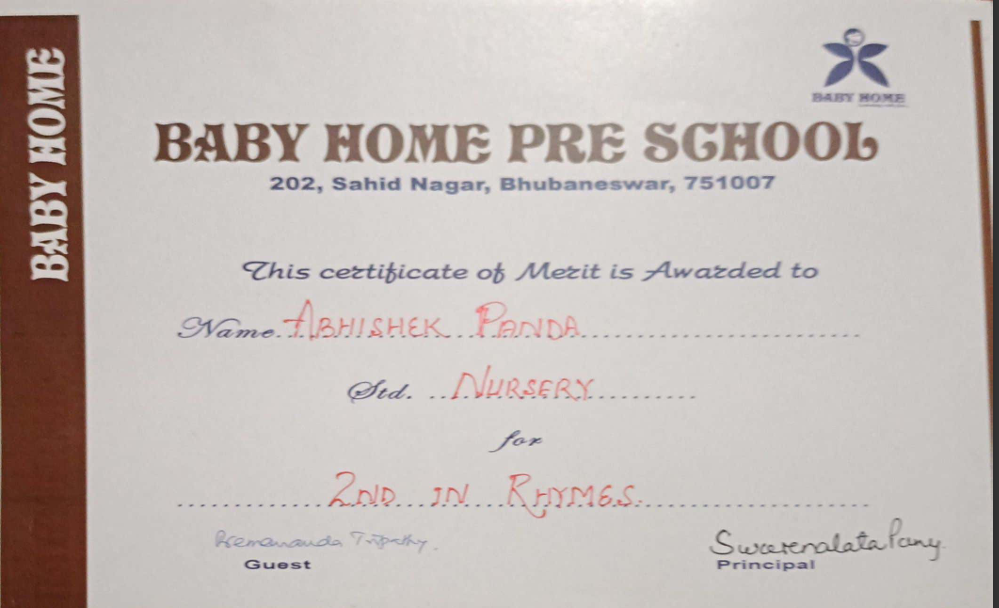 BABY HOME
BABY HOME
BABY HOME PRE SCHOOL
202, Sahid Nagar, Bhubaneswar, 751007
This certificate of Merit is Awarded to
Name. ABHISHEK PANDA
Std. NURSERY
for
2ND IN RHYMES.
Premananda Tripathy. Swarenalata Pany.
Guest Principal